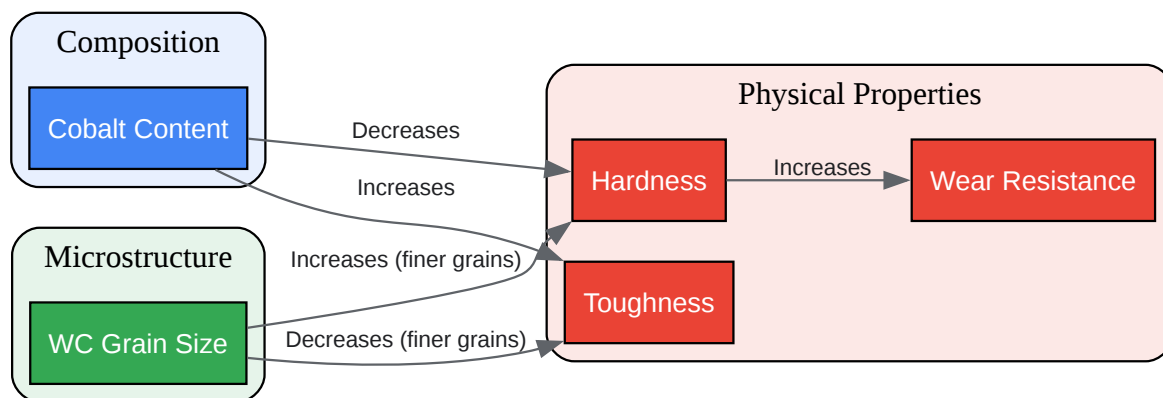 Composition
Cobalt Content
Decreases
Increases
Microstructure
WC Grain Size
Increases (finer grains)
Decreases (finer grains)
Physical Properties
Hardness
Increases
Wear Resistance
Toughness